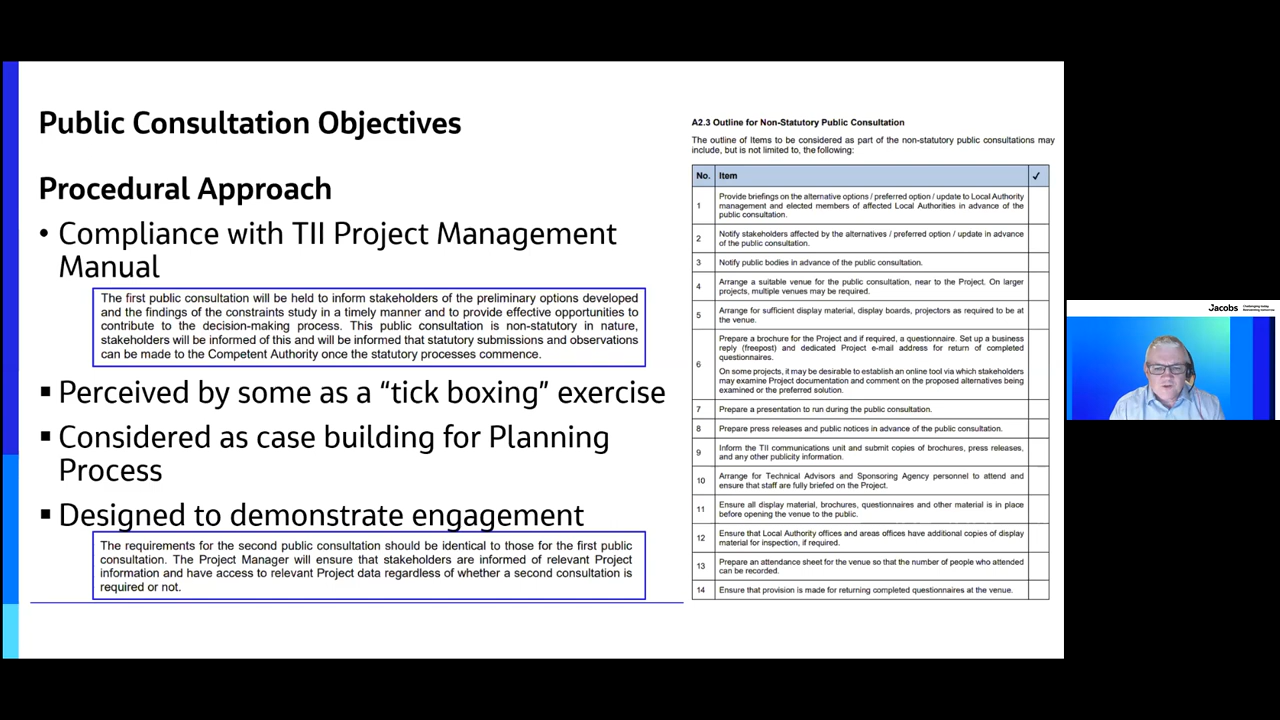 Public Consultation Objectives
Procedural Approach
• Compliance with TII Project Management
Manual
The first public consultation will be held to inform stakeholders of the preliminary options developed
and the findings of the constraints study in a timely manner and to provide effective opportunities to
contribute to the decision-making process. This public consultation is non-statutory in nature,
stakeholders will be informed of this and will be informed that statutory submissions and observations
can be made to the Competent Authority once the statutory processes commence.
▪ Perceived by some as a “tick boxing” exercise
▪ Considered as case building for Planning
Process
▪ Designed to demonstrate engagement
The requirements for the second public consultation should be identical to those for the first public
consultation. The Project Manager will ensure that stakeholders are informed of relevant Project
information and have access to relevant Project data regardless of whether a second consultation is
required or not.
A2.3 Outline for Non-Statutory Public Consultation
The outline of Items to be considered as part of the non-statutory public consultations may
include, but is not limited to, the following:
No. Item ✓
1 Provide briefings on the alternative options / preferred option / update to Local Authority
management and elected members of affected Local Authorities in advance of the
public consultation.
2 Notify stakeholders affected by the alternatives / preferred option / update in advance
of the public consultation.
3 Notify public bodies in advance of the public consultation.
4 Arrange a suitable venue for the public consultation, near to the Project. On larger
projects, multiple venues may be required.
5 Arrange for sufficient display material, display boards, projectors as required to be at
the venue.
6 Prepare a brochure for the Project and if required, a questionnaire. Set up a business
reply (freepost) and dedicated Project e-mail address for return of completed
questionnaires.
On some projects, it may be desirable to establish an online tool via which stakeholders
may examine Project documentation and comment on the proposed alternatives being
examined or the preferred solution.
7 Prepare a presentation to run during the public consultation.
8 Prepare press releases and public notices in advance of the public consultation.
9 Inform the TII communications unit and submit copies of brochures, press releases,
and any other publicity information.
10 Arrange for Technical Advisors and Sponsoring Agency personnel to attend and
ensure that staff are fully briefed on the Project.
11 Ensure all display material, brochures, questionnaires and other material is in place
before opening the venue to the public.
12 Ensure that Local Authority offices and areas offices have additional copies of display
material for inspection, if required.
13 Prepare an attendance sheet for the venue so that the number of people who attended
can be recorded.
14 Ensure that provision is made for returning completed questionnaires at the venue.
Jacobs
Challenging today.
Reinventing tomorrow.